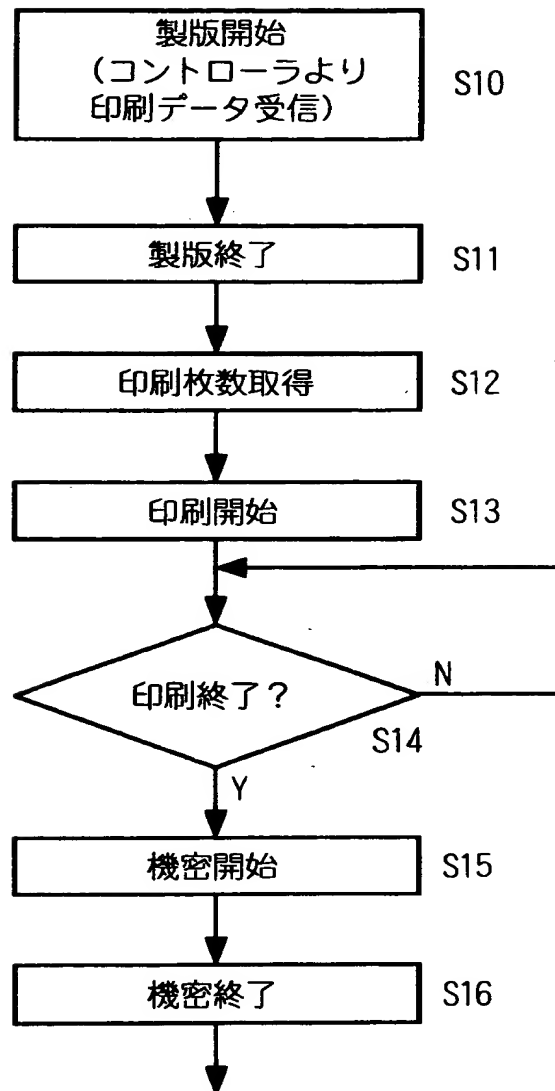 製版開始
(コントローラより
印刷データ受信)
S10
製版終了
S11
印刷枚数取得
S12
印刷開始
S13
印刷終了?
N
S14
Y
機密開始
S15
機密終了
S16